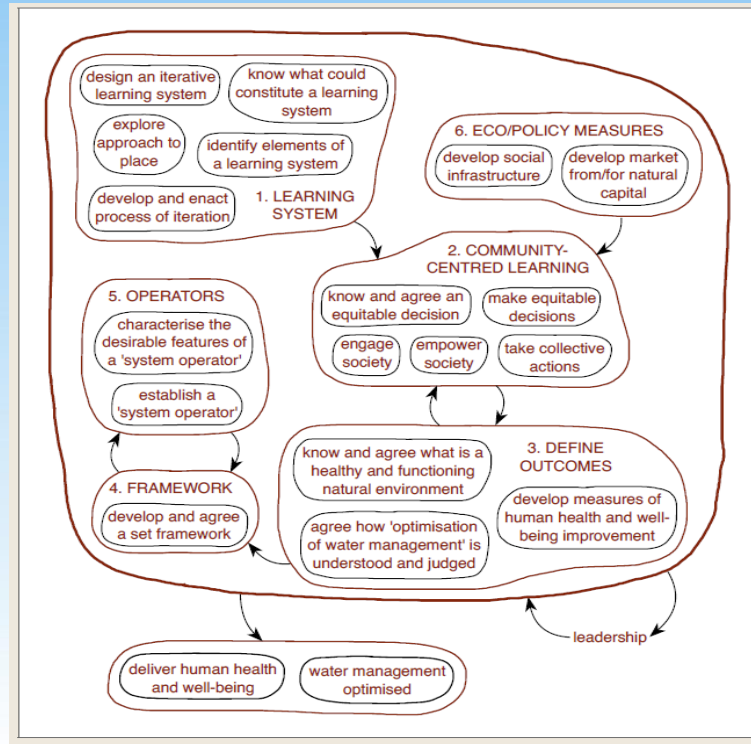 design an iterative
learning system
know what could
constitute a learning
system
explore
approach to
place
identify elements of
a learning system
develop and enact
process of iteration
1. LEARNING
SYSTEM
6. ECO/POLICY MEASURES
develop social
infrastructure
develop market
from/for natural
capital
2. COMMUNITY-
CENTRED LEARNING
know and agree an
equitable decision
make equitable
decisions
engage
society
empower
society
take collective
actions
5. OPERATORS
characterise the
desirable features of
a 'system operator'
establish a
'system operator'
4. FRAMEWORK
develop and agree
a set framework
know and agree what is a
healthy and functioning
natural environment
3. DEFINE
OUTCOMES
agree how 'optimisation
of water management' is
understood and judged
develop measures of
human health and well-
being improvement
leadership
deliver human health
and well-being
water management
optimised